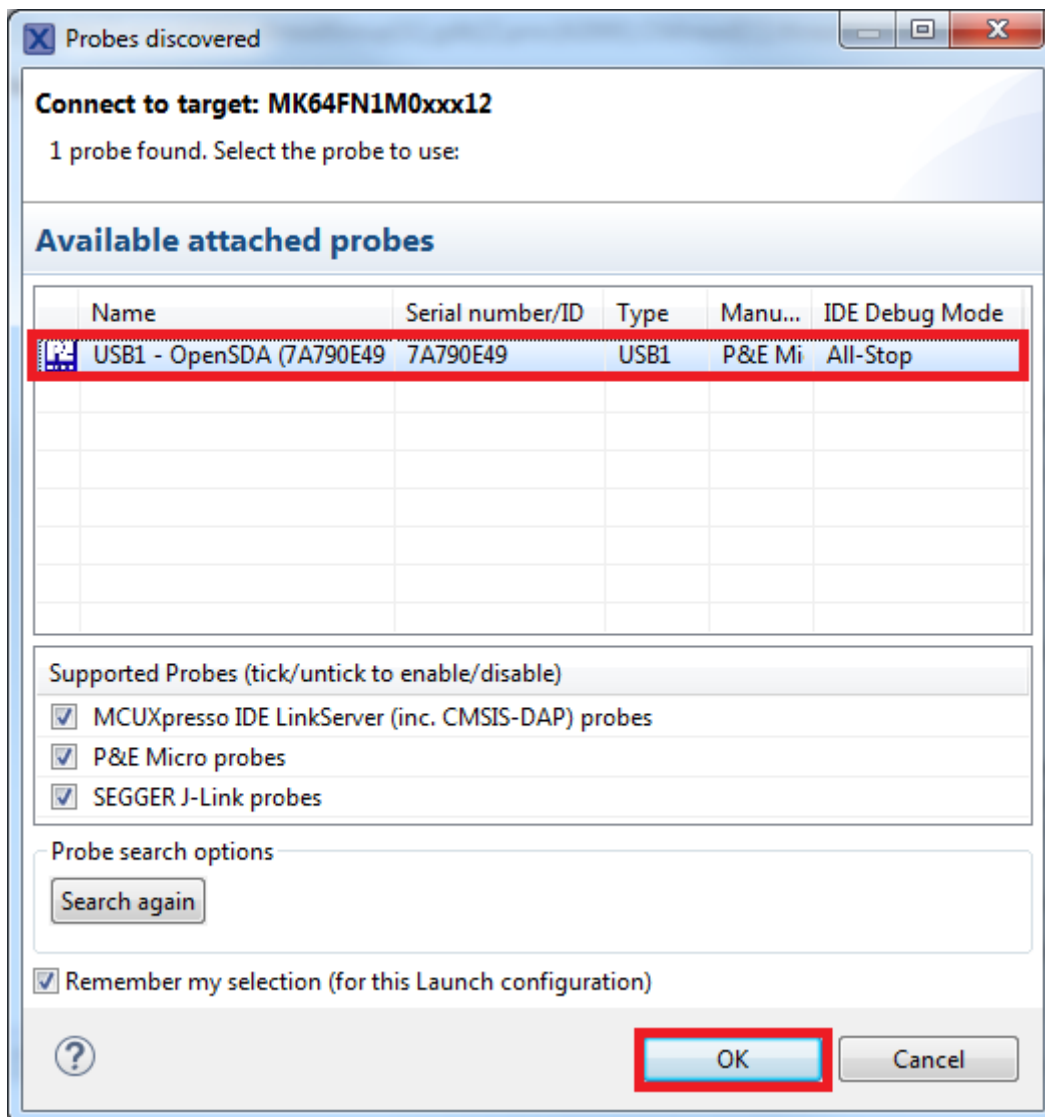 Probes discovered
Connect to target: MK64FN1M0xxx12
1 probe found. Select the probe to use:
Available attached probes
Name Serial number/ID Type Manu... IDE Debug Mode
USB1 - OpenSDA (7A790E49 7A790E49 USB1 P&E Mi All-Stop
Supported Probes (tick/untick to enable/disable)
MCUXpresso IDE LinkServer (inc. CMSIS-DAP) probes
P&E Micro probes
SEGGER J-Link probes
Probe search options
Search again
Remember my selection (for this Launch configuration)
? OK Cancel